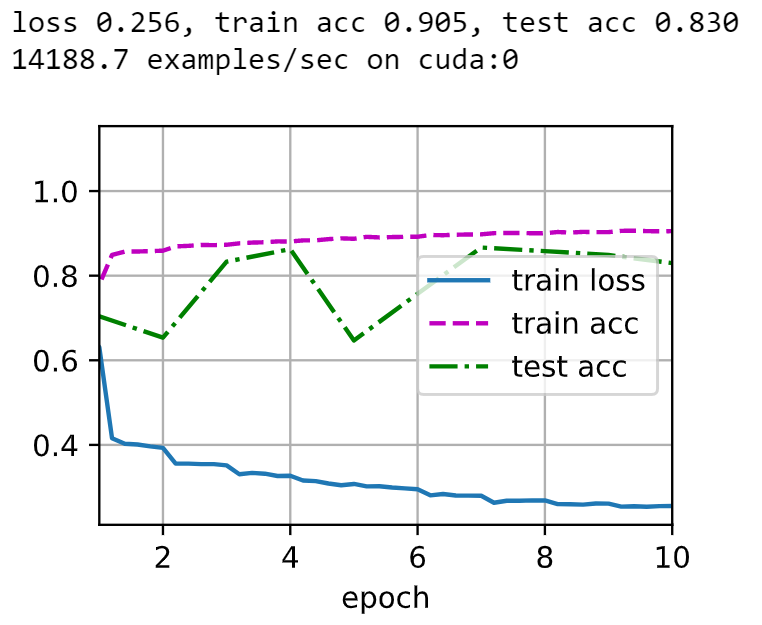 loss 0.256, train acc 0.905, test acc 0.830
14188.7 examples/sec on cuda:0
1.0
0.8
0.6
0.4
train loss
train acc
test acc
2 4 6 8 10
epoch